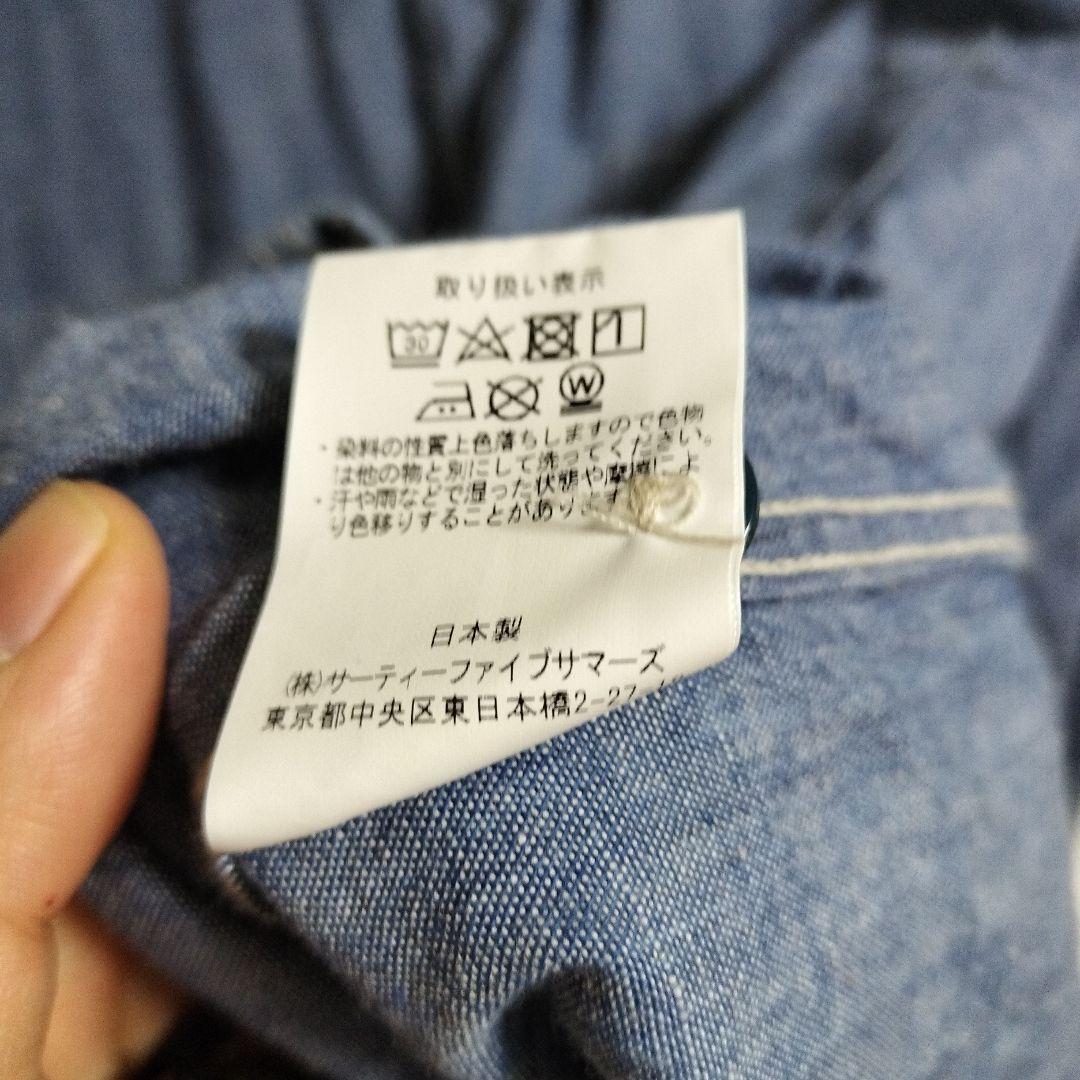 取り扱い表示
30
W
・染料の性質上色落ちしますので色物
は他の物と別にして洗ってください。
・汗や雨などで湿った状態や摩擦によ
り色移りすることがあります
日本製
(株)サーティーファイブサマーズ
東京都中央区東日本橋2-27-